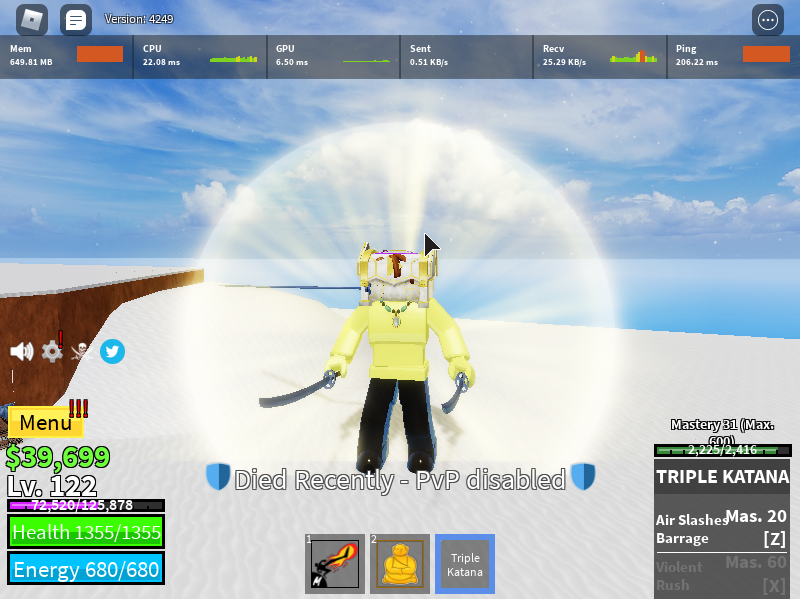 Version: 4249
Mem
649.81 MB
CPU
22.08 ms
GPU
6.50 ms
Sent
0.51 KB/s
Recv
25.29 KB/s
Ping
206.22 ms
!
Menu
!!!
$39,699
Lv. 122
72,520/125,878
Health 1355/1355
Energy 680/680
Died Recently - PvP disabled
1
2
Triple
Katana
Mastery 31 (Max.
600)
2,225/2,416
TRIPLE KATANA
Air Slashes Mas. 20
Barrage [Z]
Violent Mas. 60
Rush [X]